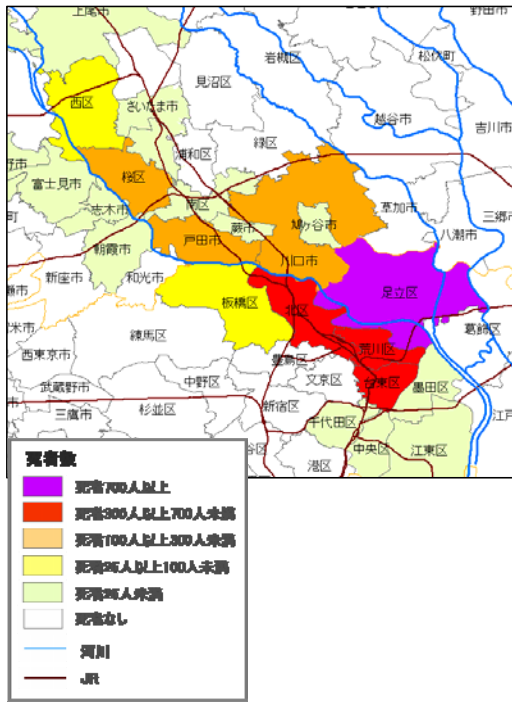 上尾市
野田市
岩槻区
松伏町
見沼区
西区
さいたま市
越谷市
吉川市
浦和区
緑区
桜区
富士見市
南区
志木市
蕨市
鳩ヶ谷市
草加市
三郷市
戸田市
八潮市
朝霞市
川口市
新座市
和光市
足立区
板橋区
北区
練馬区
荒川区
葛飾区
西東京市
豊島区
文京区
台東区
墨田区
武蔵野市
中野区
三鷹市
杉並区
新宿区
千代田区
江戸
中央区
江東区
港区
死者数
死者700人以上
死者300人以上700人未満
死者100人以上300人未満
死者25人以上100人未満
死者25人未満
死者なし
河川
JR